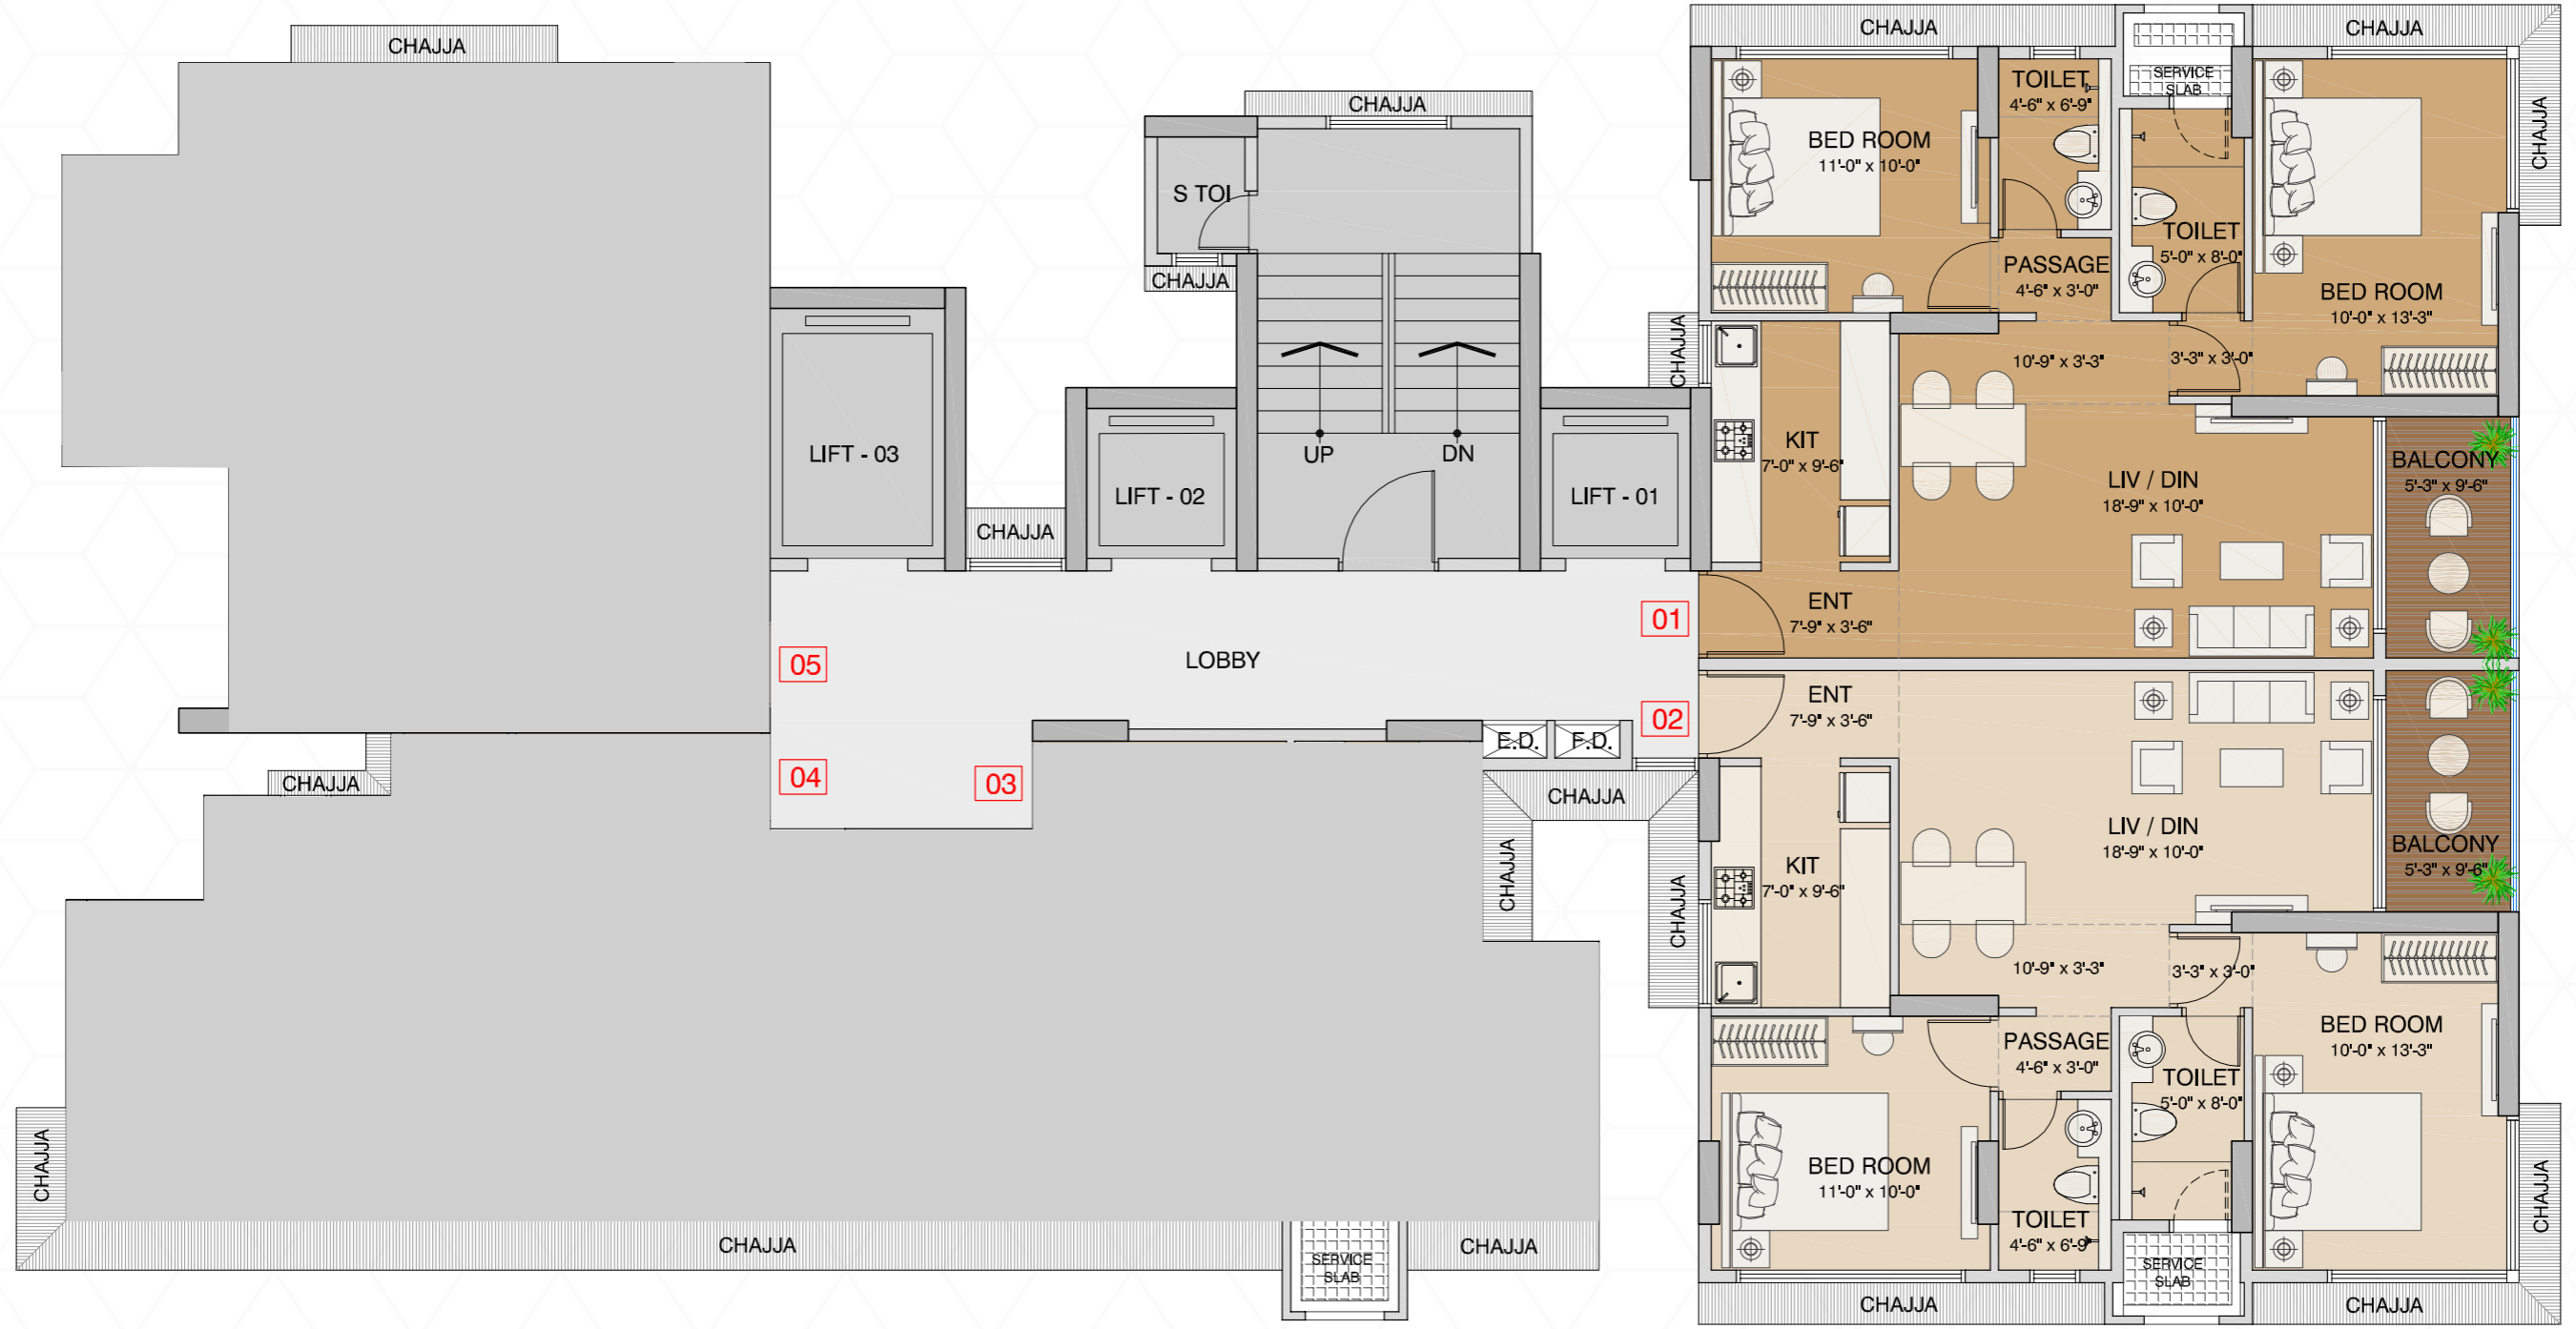 CHAJJA
CHAJJA
S TOI
CHAJJA
LIFT - 03
CHAJJA
LIFT - 02
UP
DN
LIFT - 01
LOBBY
05
04
03
01
02
E.D.
F.D.
CHAJJA
CHAJJA
CHAJJA
CHAJJA
CHAJJA
CHAJJA
CHAJJA
SERVICE
SLAB
CHAJJA
CHAJJA
CHAJJA
CHAJJA
CHAJJA
SERVICE
SLAB
TOILET
4'-6" x 6'-9"
BED ROOM
11'-0" x 10'-0"
TOILET
5'-0" x 8'-0"
PASSAGE
4'-6" x 3'-0"
BED ROOM
10'-0" x 13'-3"
10'-9" x 3'-3"
3'-3" x 3'-0"
KIT
7'-0" x 9'-6"
LIV / DIN
18'-9" x 10'-0"
BALCONY
5'-3" x 9'-6"
ENT
7'-9" x 3'-6"
ENT
7'-9" x 3'-6"
LIV / DIN
18'-9" x 10'-0"
BALCONY
5'-3" x 9'-6"
KIT
7'-0" x 9'-6"
10'-9" x 3'-3"
3'-3" x 3'-0"
BED ROOM
10'-0" x 13'-3"
PASSAGE
4'-6" x 3'-0"
TOILET
5'-0" x 8'-0"
BED ROOM
11'-0" x 10'-0"
TOILET
4'-6" x 6'-9"
SERVICE
SLAB
CHAJJA
CHAJJA
CHAJJA